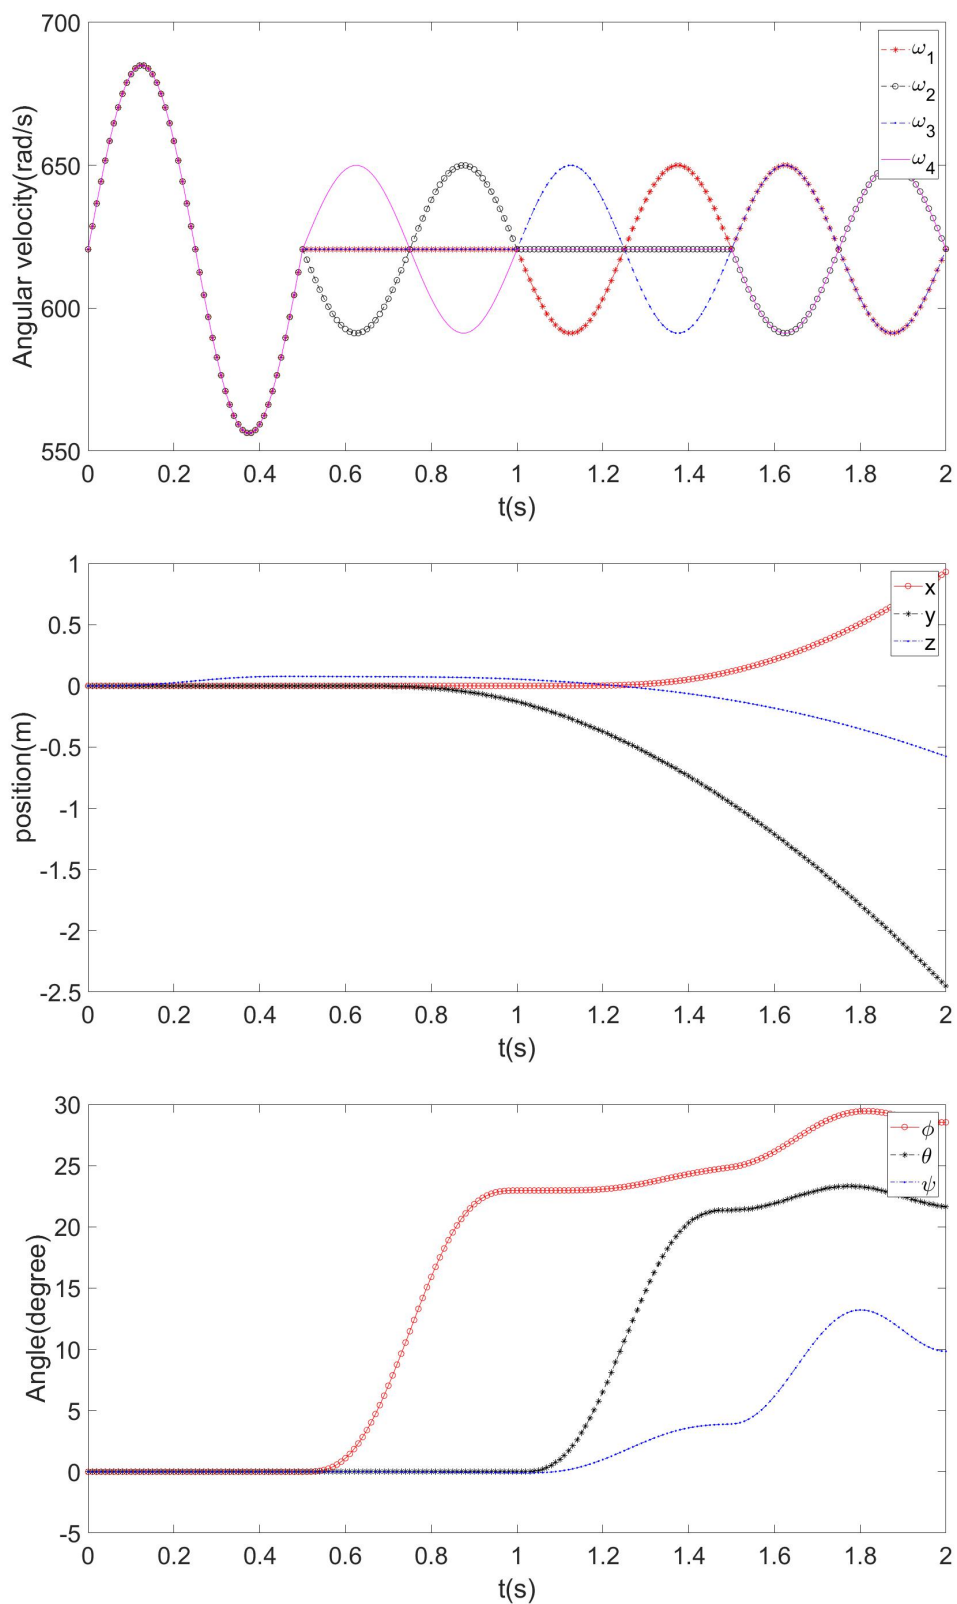 Angular velocity(rad/s)
700
650
600
550
0 0.2 0.4 0.6 0.8 1 1.2 1.4 1.6 1.8 2
t(s)
ω1
ω2
ω3
ω4
position(m)
1
0.5
0
-0.5
-1
-1.5
-2
-2.5
0 0.2 0.4 0.6 0.8 1 1.2 1.4 1.6 1.8 2
t(s)
x
y
z
Angle(degree)
30
25
20
15
10
5
0
-5
0 0.2 0.4 0.6 0.8 1 1.2 1.4 1.6 1.8 2
t(s)
ϕ
θ
ψ